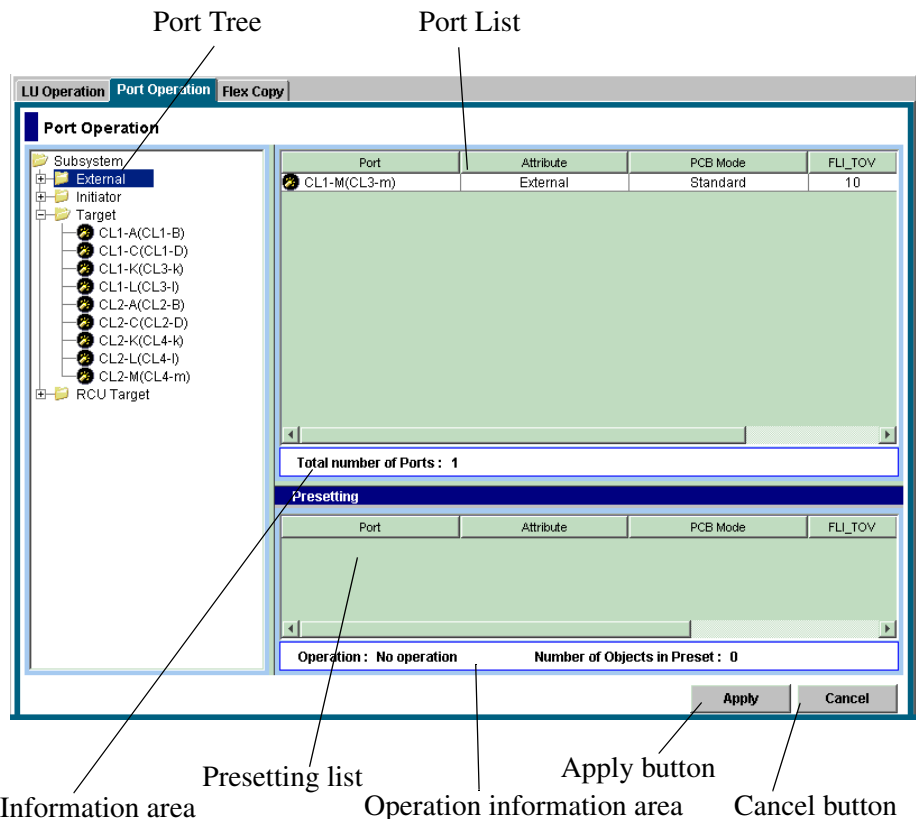 Port Tree
Port List
LU Operation Port Operation Flex Copy
Port Operation
Subsystem
External
Initiator
Target
CL1-A(CL1-B)
CL1-C(CL1-D)
CL1-K(CL3-k)
CL1-L(CL3-l)
CL2-A(CL2-B)
CL2-C(CL2-D)
CL2-K(CL4-k)
CL2-L(CL4-l)
CL2-M(CL4-m)
RCU Target
Port Attribute PCB Mode FLI_TOV
CL1-M(CL3-m) External Standard 10
Total number of Ports : 1
Presetting
Port Attribute PCB Mode FLI_TOV
Operation : No operation Number of Objects in Preset : 0
Apply Cancel
Presetting list
Apply button
Information area
Operation information area
Cancel button